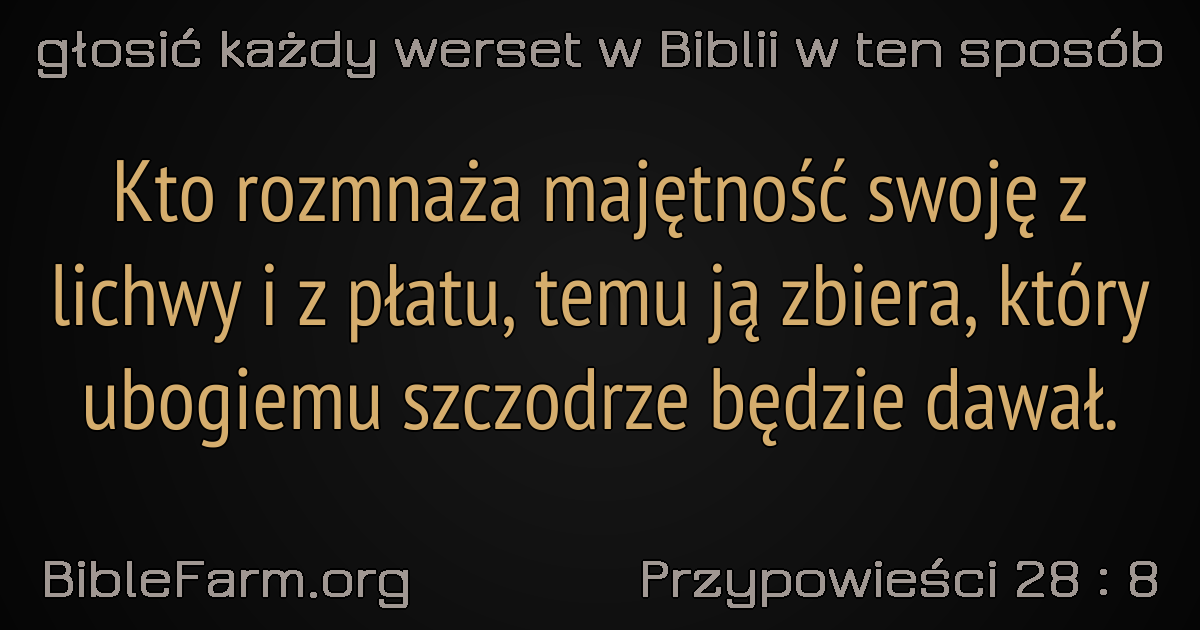 głosić każdy werset w Biblii w ten sposób
Kto rozmnaża majętność swoję z
lichwy i z płatu, temu ją zbiera, który
ubogiemu szczodrze będzie dawał.
BibleFarm.org
Przypowieści 28 : 8